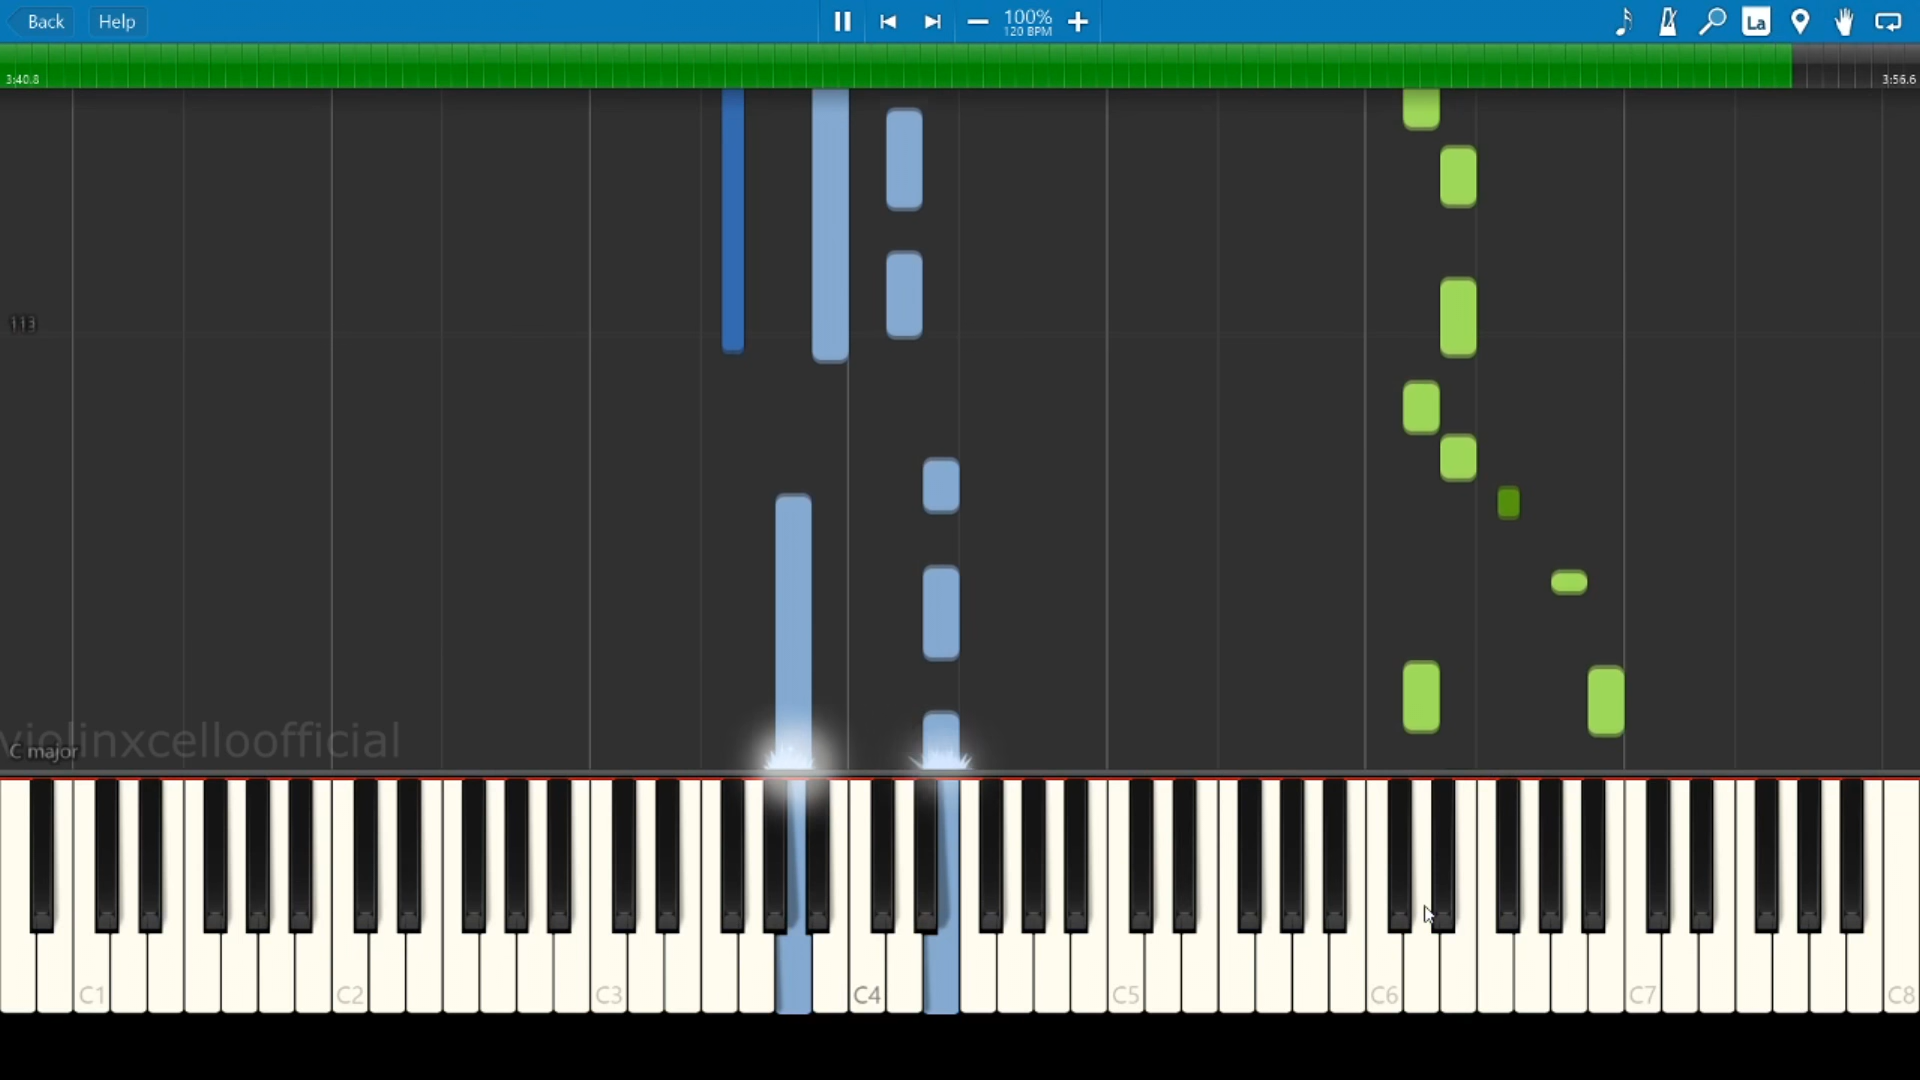 Back Help
100%
120 BPM
La
3:40.8
3:56.6
113
violinxcelloofficial
C major
C1 C2 C3 C4 C5 C6 C7 C8